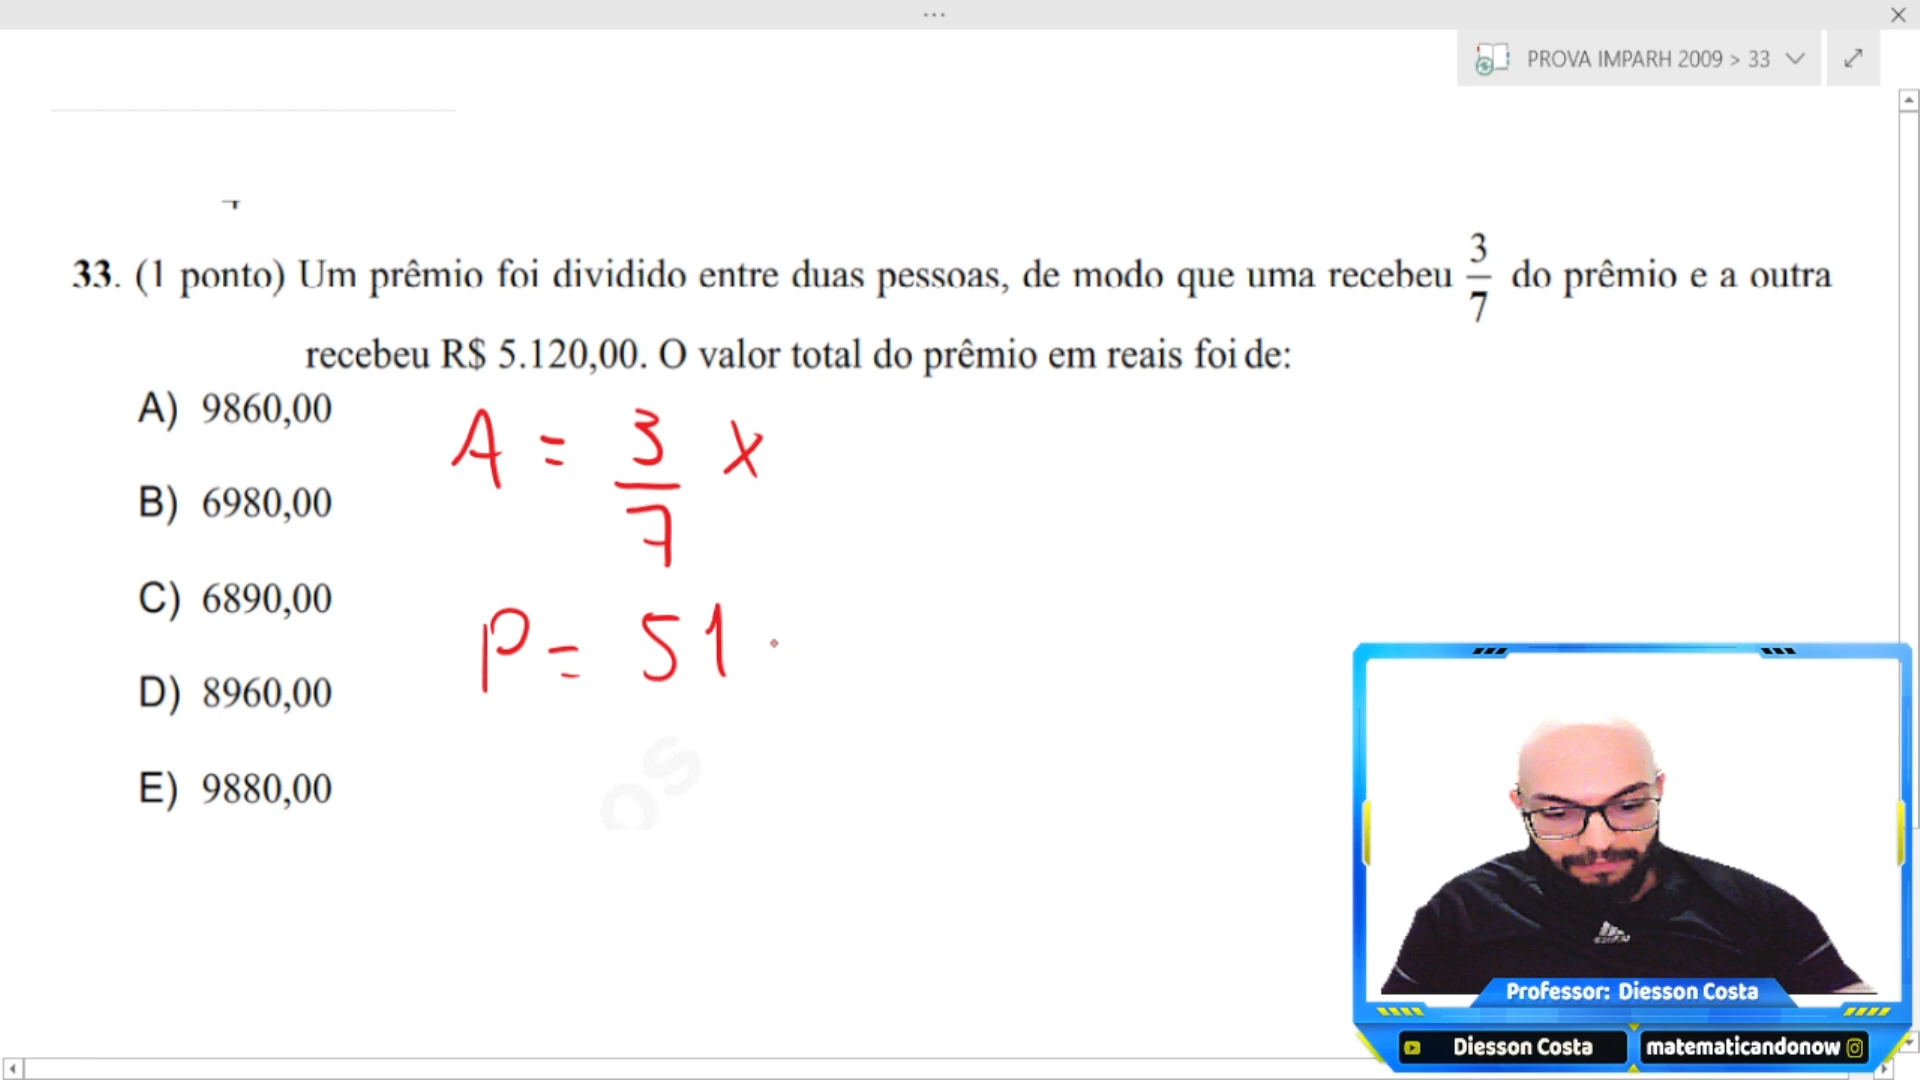 PROVA IMPARH 2009 > 33
33. (1 ponto) Um prêmio foi dividido entre duas pessoas, de modo que uma recebeu 3/7 do prêmio e a outra
recebeu R$ 5.120,00. O valor total do prêmio em reais foi de:
A) 9860,00
B) 6980,00
C) 6890,00
D) 8960,00
E) 9880,00
A = 3/7 x
P = 51
os
Professor: Diesson Costa
Diesson Costa
matematicandonow